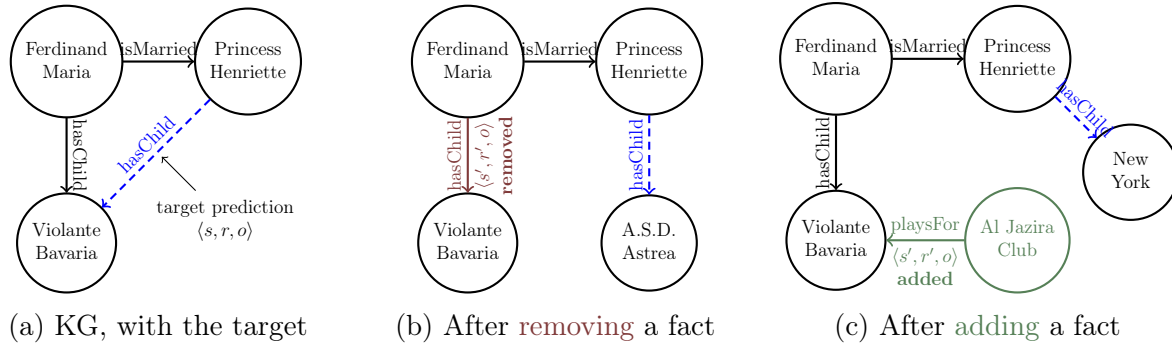 Ferdinand
Maria
isMarried
Princess
Henriette
hasChild
hasChild
target prediction
⟨s, r, o⟩
Violante
Bavaria
(a) KG, with the target
Ferdinand
Maria
isMarried
Princess
Henriette
hasChild
⟨s′, r′, o⟩
removed
hasChild
Violante
Bavaria
A.S.D.
Astrea
(b) After removing a fact
Ferdinand
Maria
isMarried
Princess
Henriette
hasChild
hasChild
New
York
Violante
Bavaria
playsFor
⟨s′, r′, o⟩
added
Al Jazira
Club
(c) After adding a fact